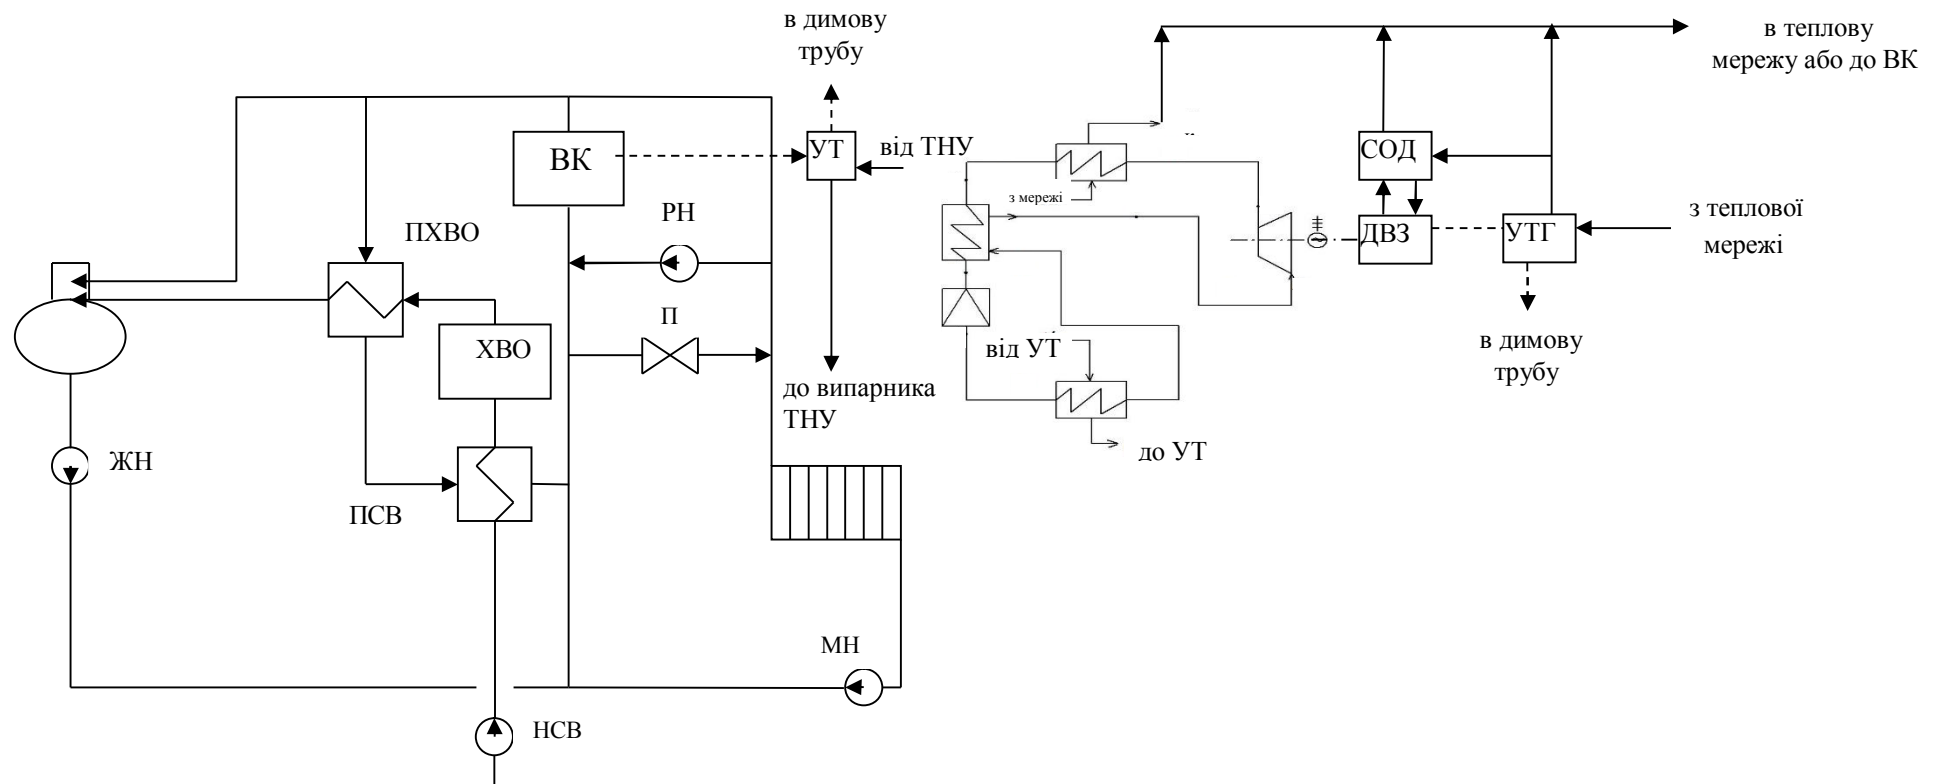 в димову
трубу
в теплову
мережу або до ВК
ВК
УТ
від ТНУ
СОД
з мережі
РН
ПХВО
ДВЗ
УТГ
з теплової
мережі
П
ХВО
від УТ
в димову
трубу
до випарника
ТНУ
до УТ
ЖН
ПСВ
МН
НСВ